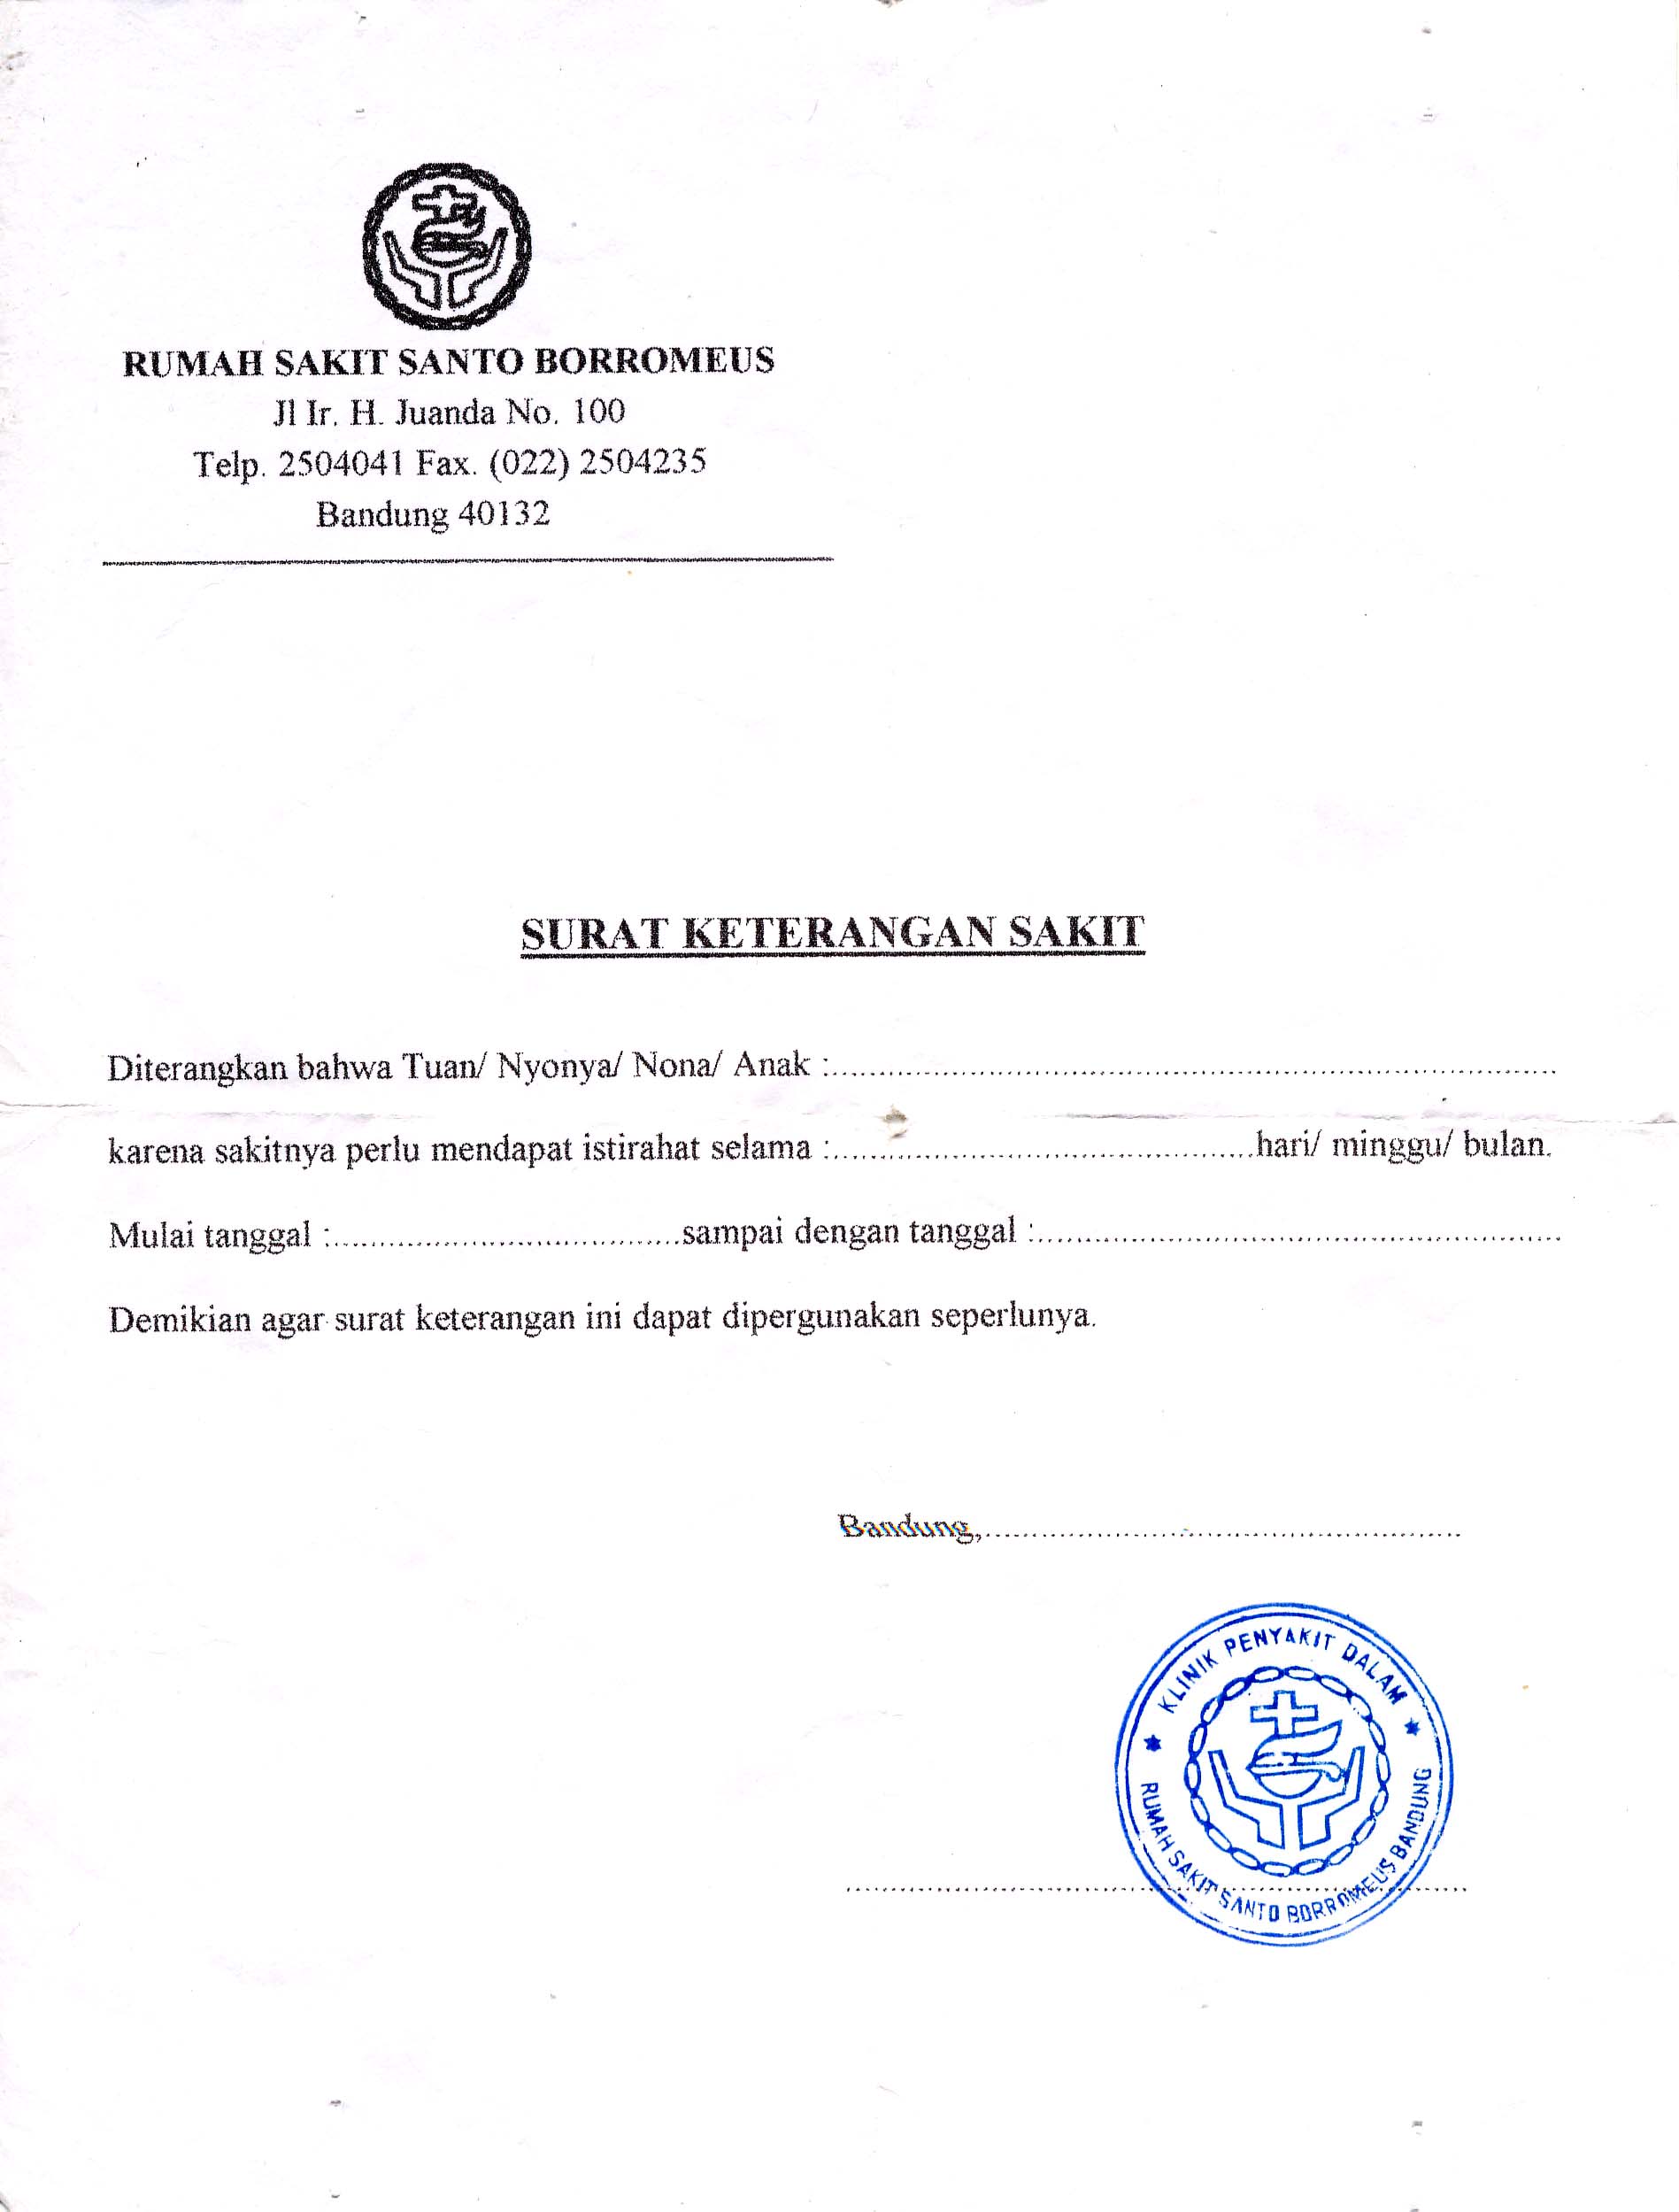 RUMAH SAKIT SANTO BORROMEUS
Jl Ir. H. Juanda No. 100
Telp. 2504041 Fax. (022) 2504235
Bandung 40132
SURAT KETERANGAN SAKIT
Diterangkan bahwa Tuan/ Nyonya/ Nona/ Anak :..............................................................................
karena sakitnya perlu mendapat istirahat selama :.............................................hari/ minggu/ bulan.
Mulai tanggal :......................................sampai dengan tanggal :........................................................
Demikian agar surat keterangan ini dapat dipergunakan seperlunya.
Bandung,...................................................
KLINIK PENYAKIT DALAM
RUMAH SAKIT SANTO BORROMEUS BANDUNG
..................................................................